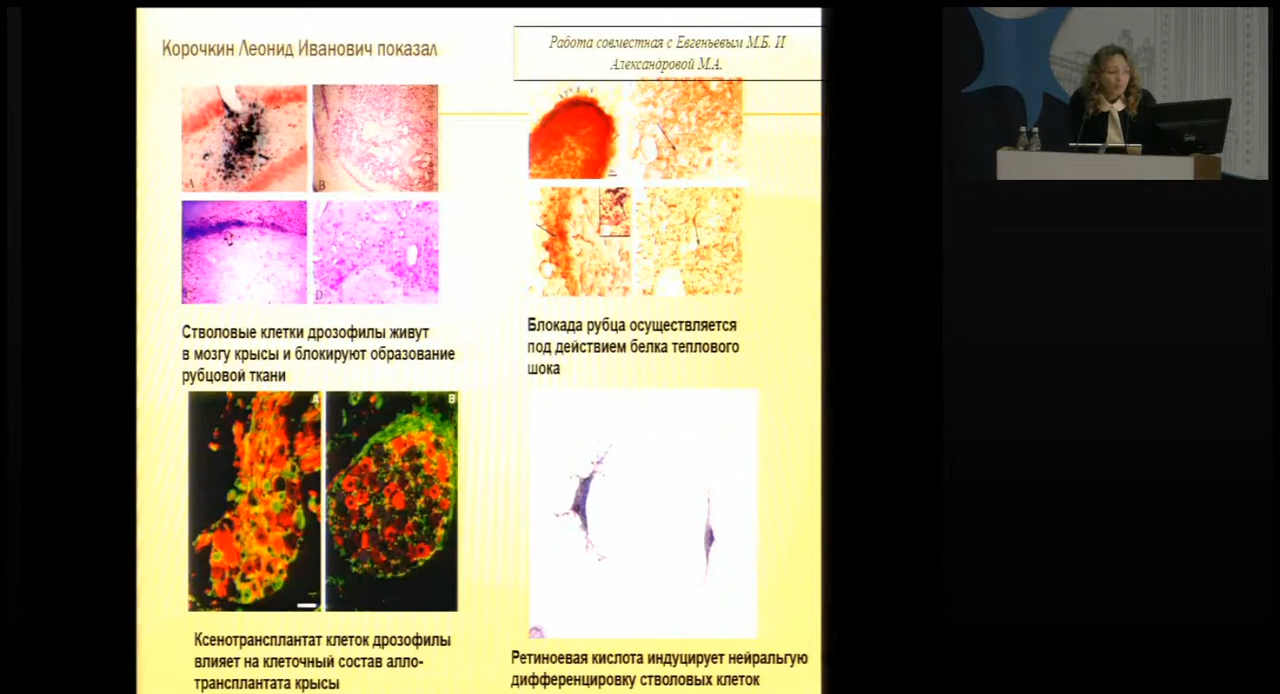 Корочкин Леонид Иванович показал
Работа совместная с Евгеньевым М.Б. И
Александровой М.А.
A
B
D
Стволовые клетки дрозофилы живут
в мозгу крысы и блокируют образование
рубцовой ткани
Блокада рубца осуществляется
под действием белка теплового
шока
A
B
Ксенотрансплантат клеток дрозофилы
влияет на клеточный состав алло-
трансплантата крысы
Ретиноевая кислота индуцирует нейральгую
дифференцировку стволовых клеток